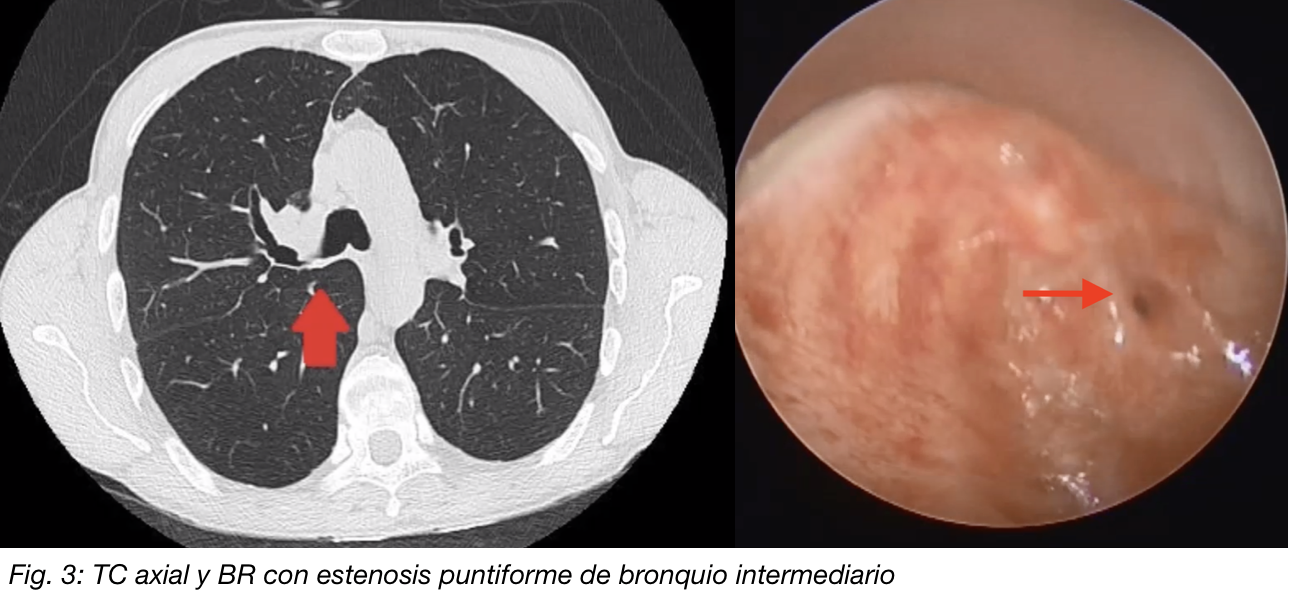 Fig. 3: TC axial y BR con estenosis puntiforme de bronquio intermediario